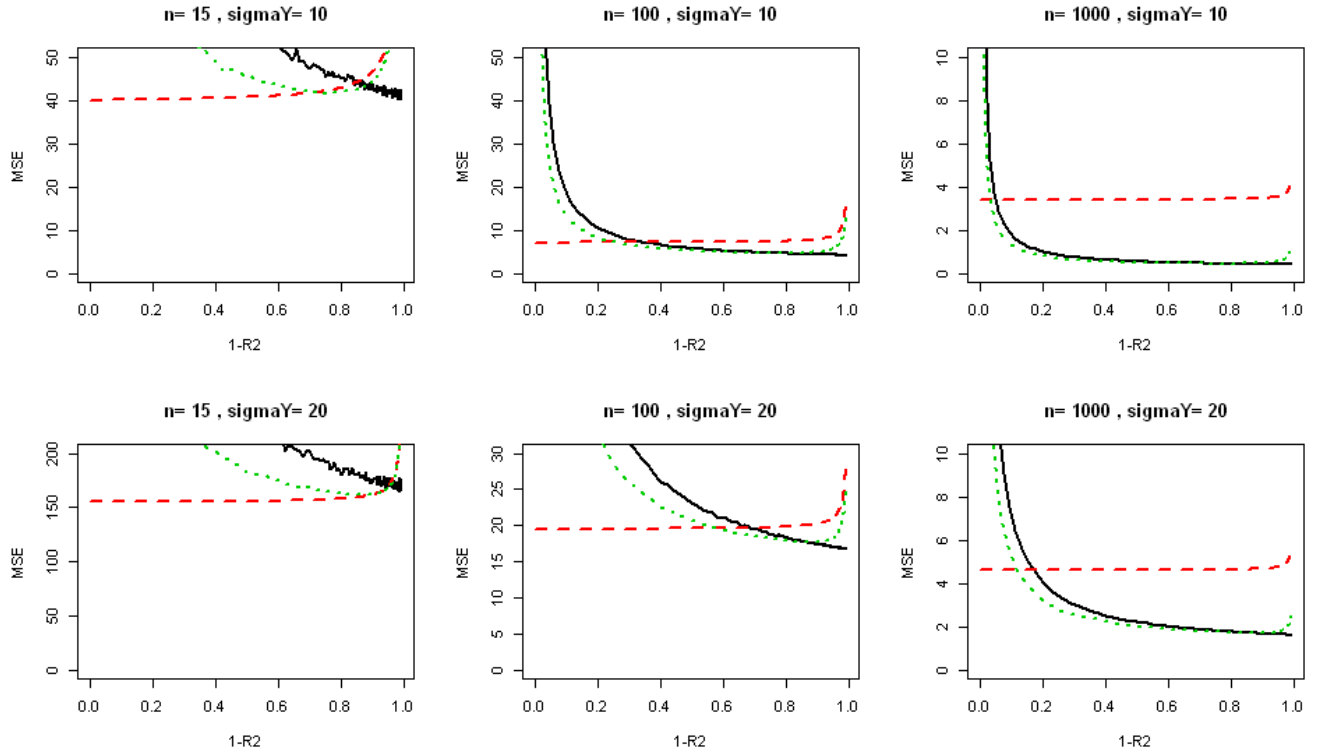 n= 15 , sigmaY= 10
MSE
0 10 20 30 40 50
0.0 0.2 0.4 0.6 0.8 1.0
1-R2
n= 100 , sigmaY= 10
MSE
0 10 20 30 40 50
0.0 0.2 0.4 0.6 0.8 1.0
1-R2
n= 1000 , sigmaY= 10
MSE
0 2 4 6 8 10
0.0 0.2 0.4 0.6 0.8 1.0
1-R2
n= 15 , sigmaY= 20
MSE
0 50 100 150 200
0.0 0.2 0.4 0.6 0.8 1.0
1-R2
n= 100 , sigmaY= 20
MSE
0 5 10 15 20 25 30
0.0 0.2 0.4 0.6 0.8 1.0
1-R2
n= 1000 , sigmaY= 20
MSE
0 2 4 6 8 10
0.0 0.2 0.4 0.6 0.8 1.0
1-R2